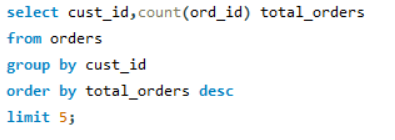 select cust_id,count(ord_id) total_orders
from orders
group by cust_id
order by total_orders desc
limit 5;